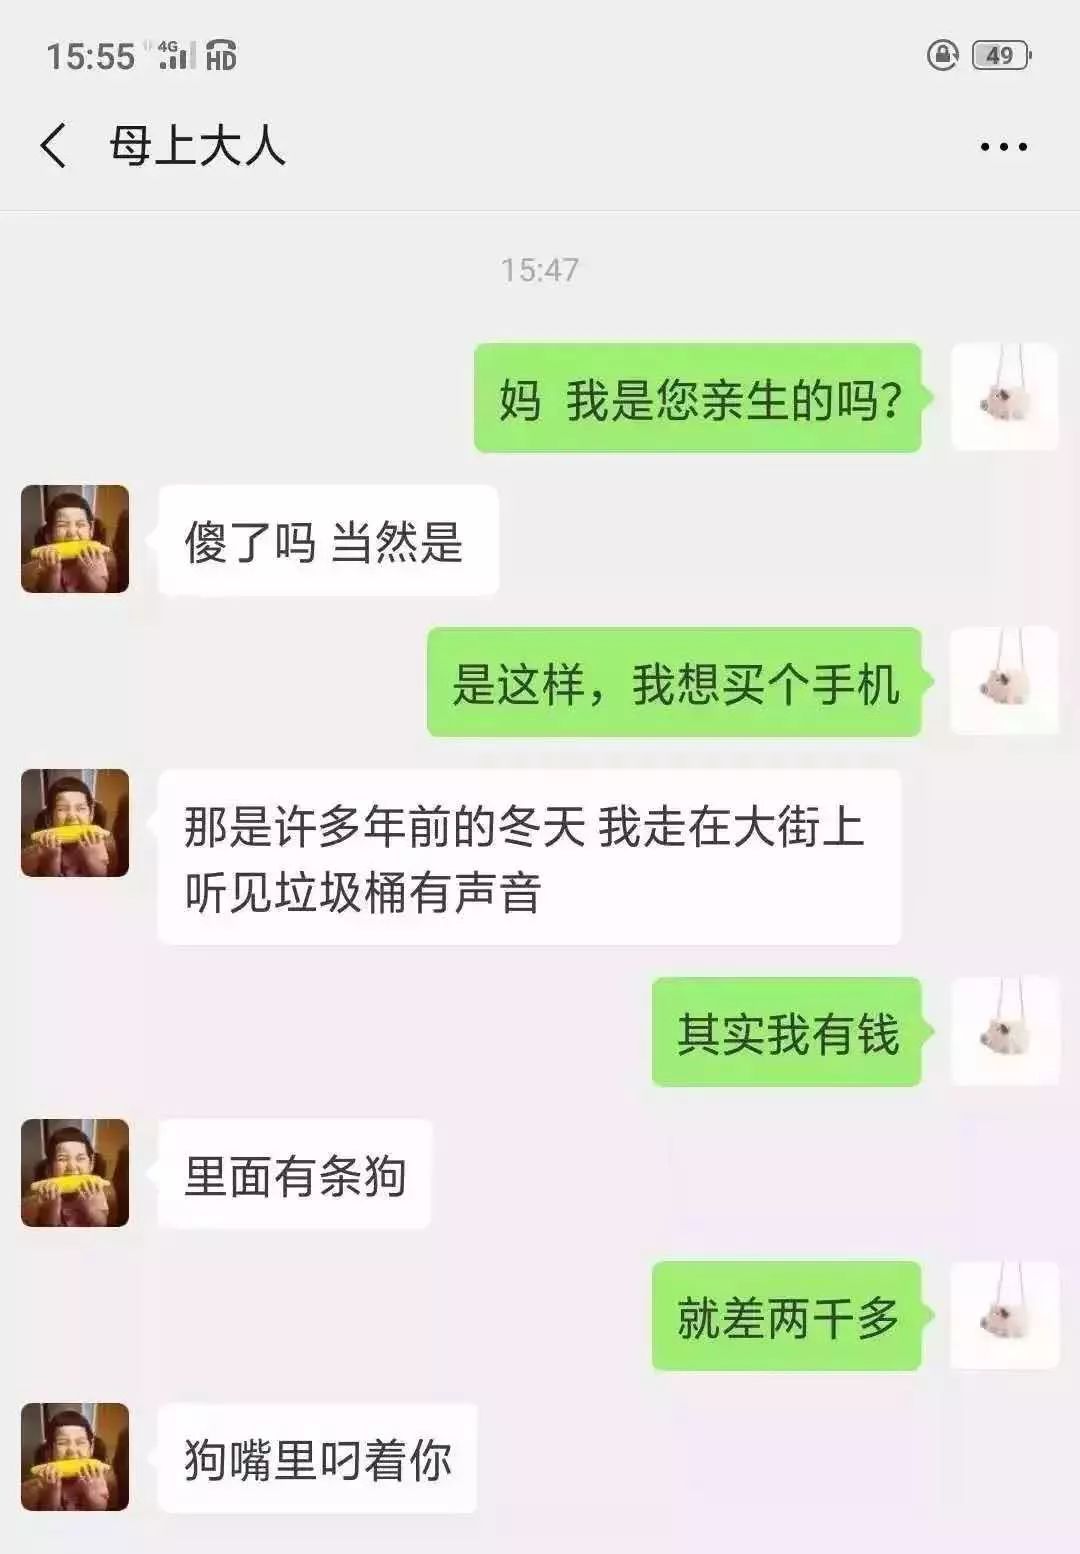 15:55 4G HD 49
母上大人
15:47
妈 我是您亲生的吗？
傻了吗 当然是
是这样，我想买个手机
那是许多年前的冬天 我走在大街上
听见垃圾桶有声音
其实我有钱
里面有条狗
就差两千多
狗嘴里叼着你